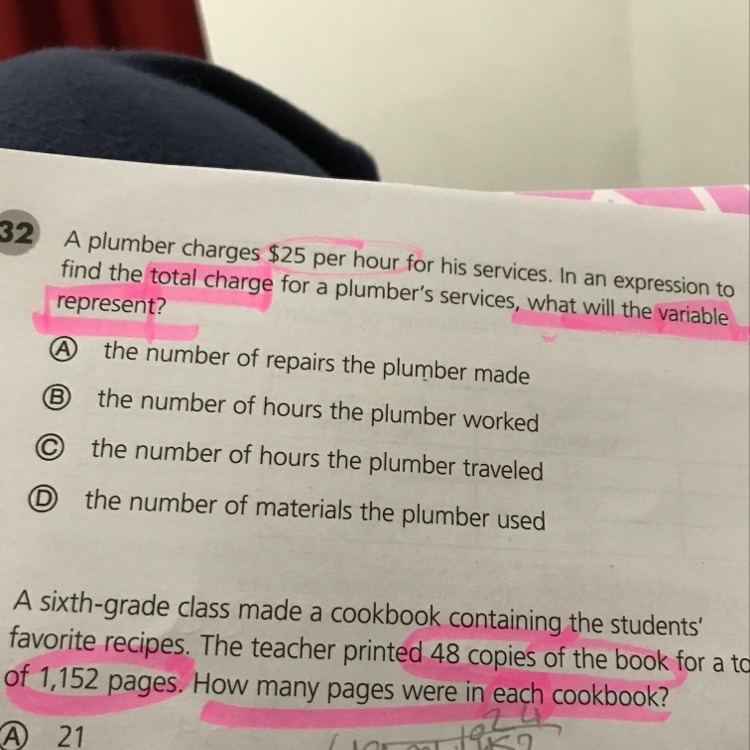 32
A plumber charges $25 per hour for his services. In an expression to
find the total charge for a plumber's services, what will the variable
represent?
Ⓐ the number of repairs the plumber made
Ⓑ the number of hours the plumber worked
Ⓒ the number of hours the plumber traveled
Ⓓ the number of materials the plumber used
A sixth-grade class made a cookbook containing the students'
favorite recipes. The teacher printed 48 copies of the book for a to
of 1,152 pages. How many pages were in each cookbook?
24
Ⓐ 21